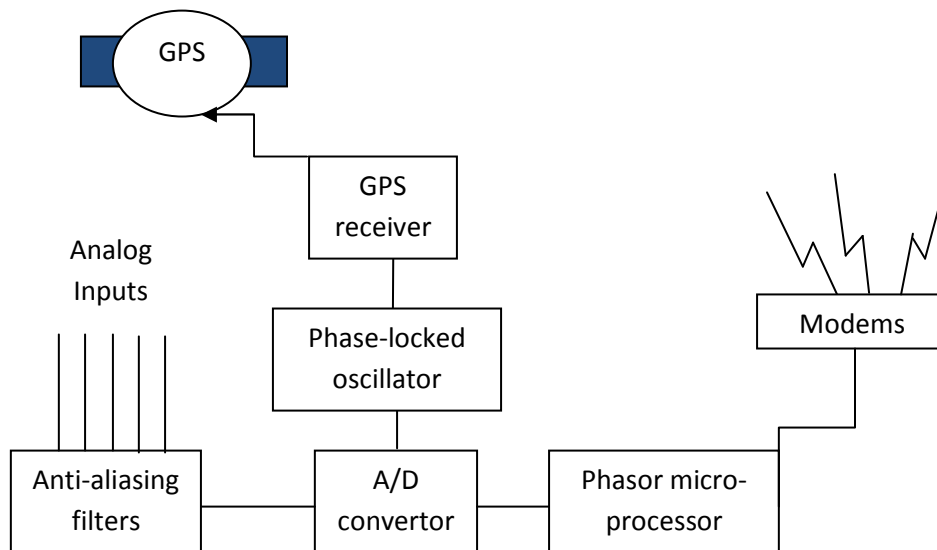 GPS
GPS
receiver
Analog
Inputs
Phase-locked
oscillator
Modems
Anti-aliasing
filters
A/D
convertor
Phasor micro-
processor